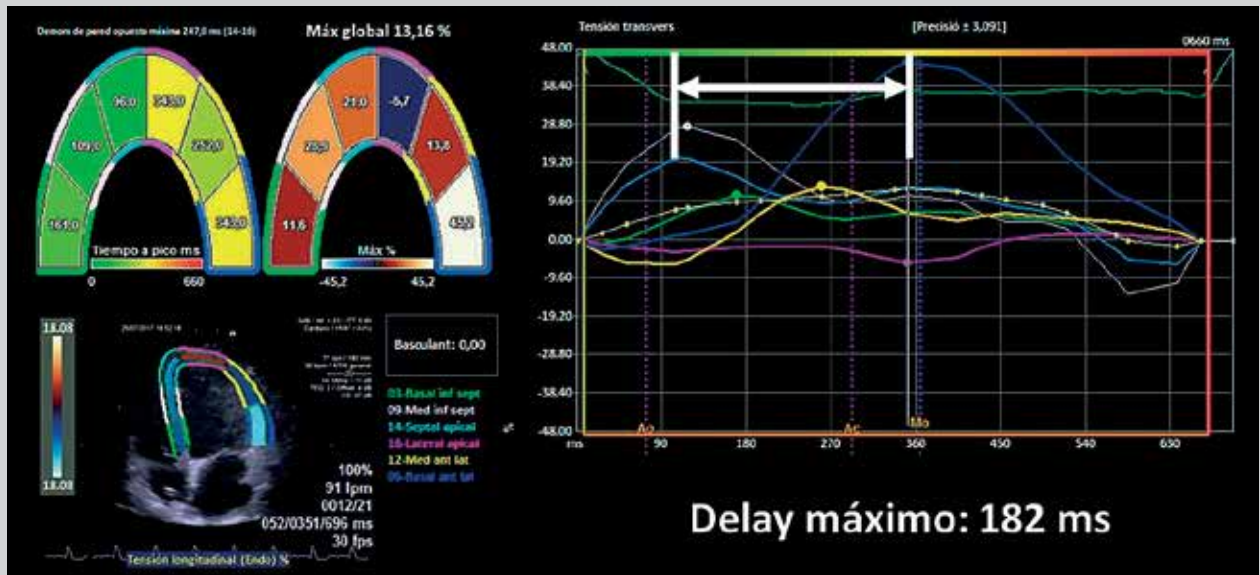 Demora de pared opuesta máxima 247,0 ms (14-16)
Máx global 13,16 %
161,0
109,0
96,0
343,0
252,0
343,0
Tiempo a pico ms
0
660
11,6
21,0
-5,7
13,8
45,2
Máx %
-45,2
45,2
Tensión transvers
[Precisió ± 3,091]
0660 ms
48.00
38.40
28.80
19.20
9.60
0.00
-9.60
-19.20
-28.80
-38.40
-48.00
ms
90
180
270
360
450
540
630
Ao
Ac
Mo
18.08
18.08
Basculant: 0,00
03-Basal inf sept
09-Med inf sept
14-Septal apical
16-Lateral apical
12-Med ant lat
06-Basal ant lat
100%
91 fpm
0012/21
052/0351/696 ms
30 fps
Tensión longitudinal (Endo) %
Delay máximo: 182 ms